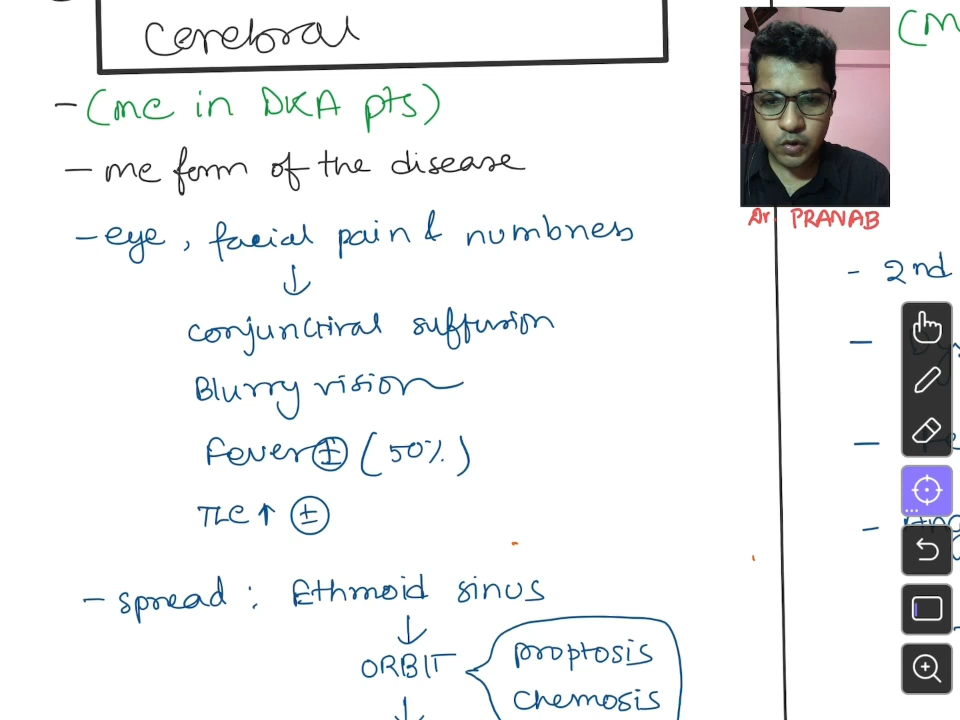 Cerebral
- (mc in DKA pts)
- mc form of the disease
- eye, facial pain & numbness
↓
conjunctival suffusion
Blurry vision
Fever ± (50%)
TLC ↑ ±
- spread : Ethmoid sinus
↓
ORBIT
proptosis
chemosis
↓
(M
Dr. PRANAB
- 2nd